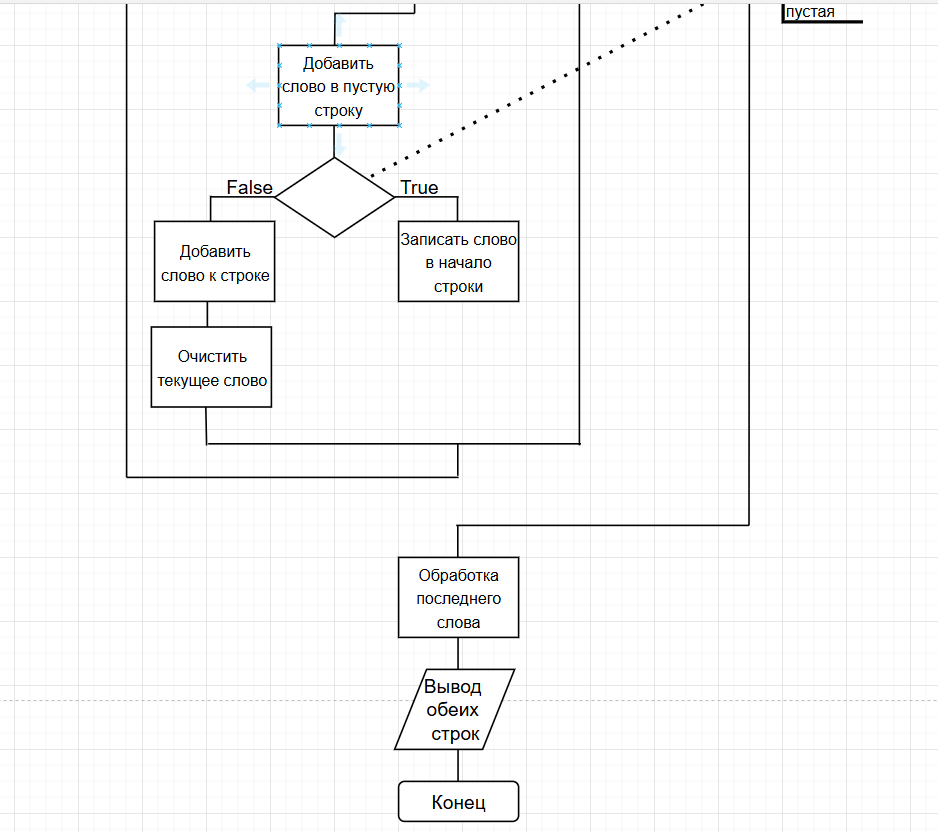 пустая
Добавить
слово в пустую
строку
False
True
Добавить
слово к строке
Записать слово
в начало
строки
Очистить
текущее слово
Обработка
последнего
слова
Вывод
обеих
строк
Конец